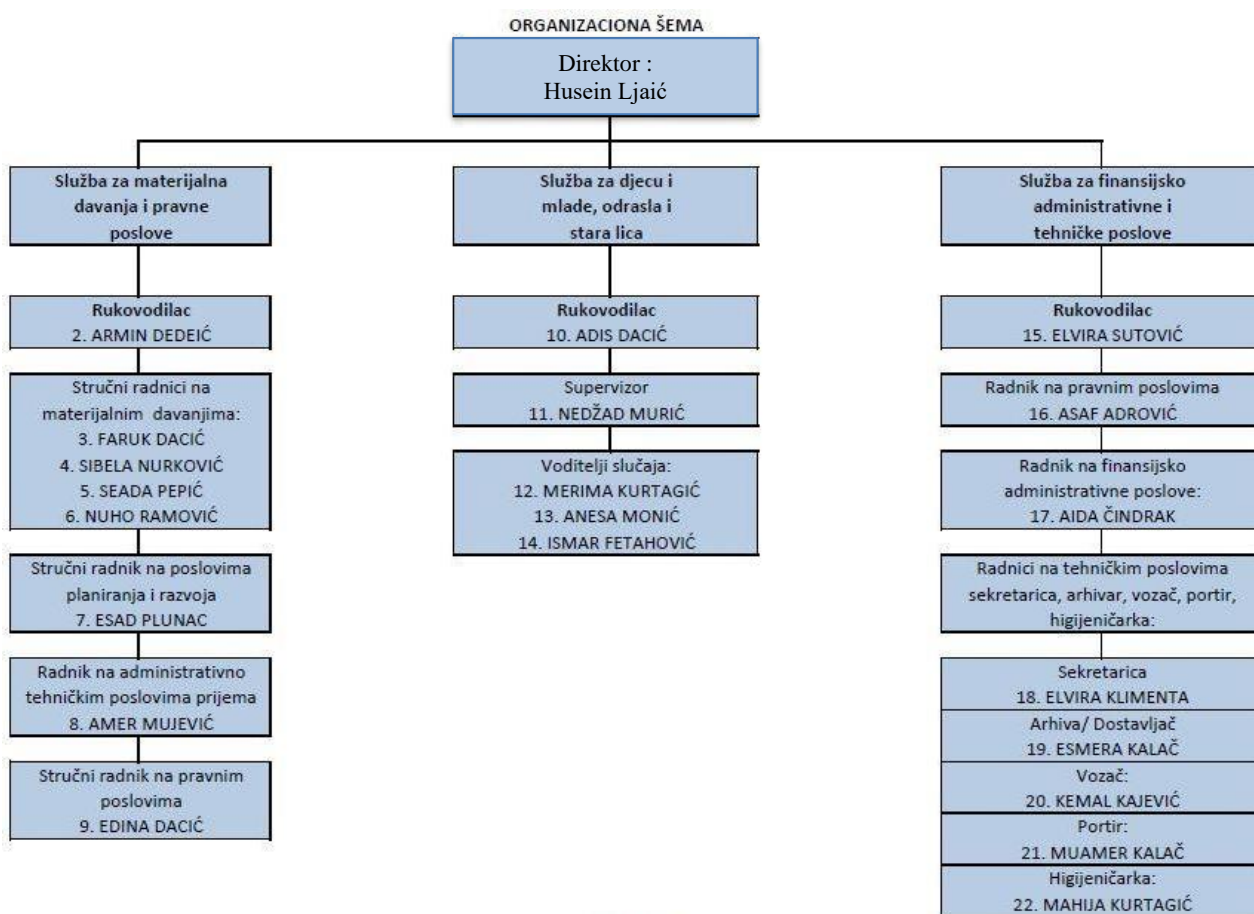 ORGANIZACIONA ŠEMA
Direktor :
Husein Ljaić
Služba za materijalna
davanja i pravne
poslove
Rukovodilac
2. ARMIN DEDEIĆ
Stručni radnici na
materijalnim davanjima:
3. FARUK DACIĆ
4. SIBELA NURKOVIĆ
5. SEADA PEPIĆ
6. NUHO RAMOVIĆ
Stručni radnik na poslovima
planiranja i razvoja
7. ESAD PLUNAC
Radnik na administrativno
tehničkim poslovima prijema
8. AMER MUJEVIĆ
Stručni radnik na pravnim
poslovima
9. EDINA DACIĆ
Služba za djecu i
mlade, odrasla i
stara lica
Rukovodilac
10. ADIS DACIĆ
Supervizor
11. NEDŽAD MURIĆ
Voditelji slučaja:
12. MERIMA KURTAGIĆ
13. ANESA MONIĆ
14. ISMAR FETAHOVIĆ
Služba za finansijsko
administrativne i
tehničke poslove
Rukovodilac
15. ELVIRA SUTOVIĆ
Radnik na pravnim poslovima
16. ASAF ADROVIĆ
Radnik na finansijsko
administrativne poslove:
17. AIDA ČINDRAK
Radnici na tehničkim poslovima
sekretarica, arhivar, vozač, portir,
higijeničarka:
Sekretarica
18. ELVIRA KLIMENTA
Arhiva/ Dostavljač
19. ESMERA KALAČ
Vozač:
20. KEMAL KAJEVIĆ
Portir:
21. MUAMER KALAČ
Higijeničarka:
22. MAHIJA KURTAGIĆ